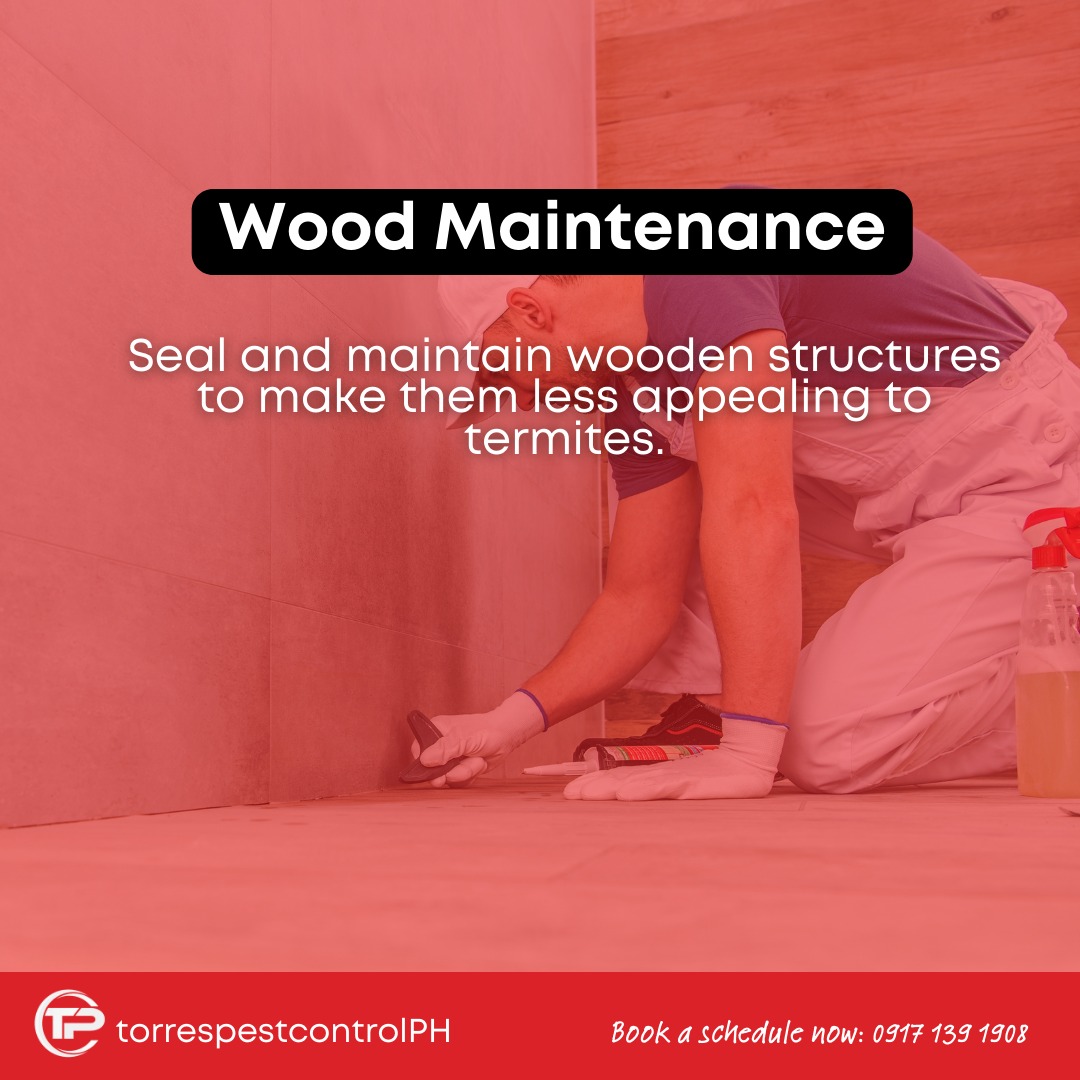 Wood Maintenance
Seal and maintain wooden structures
to make them less appealing to
termites.
TP torrespestcontrolPH
Book a schedule now: 0917 139 1908